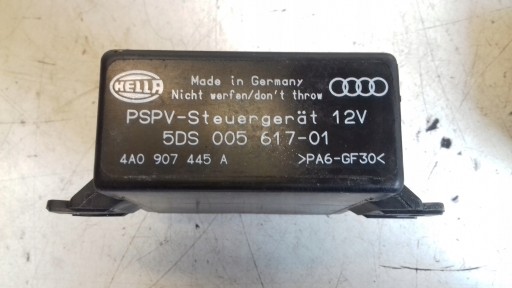 HELLA
Made in Germany
Nicht werfen/don't throw
PSPV-Steuergerät 12V
5DS 005 617-01
4A0 907 445 A >PA6-GF30<